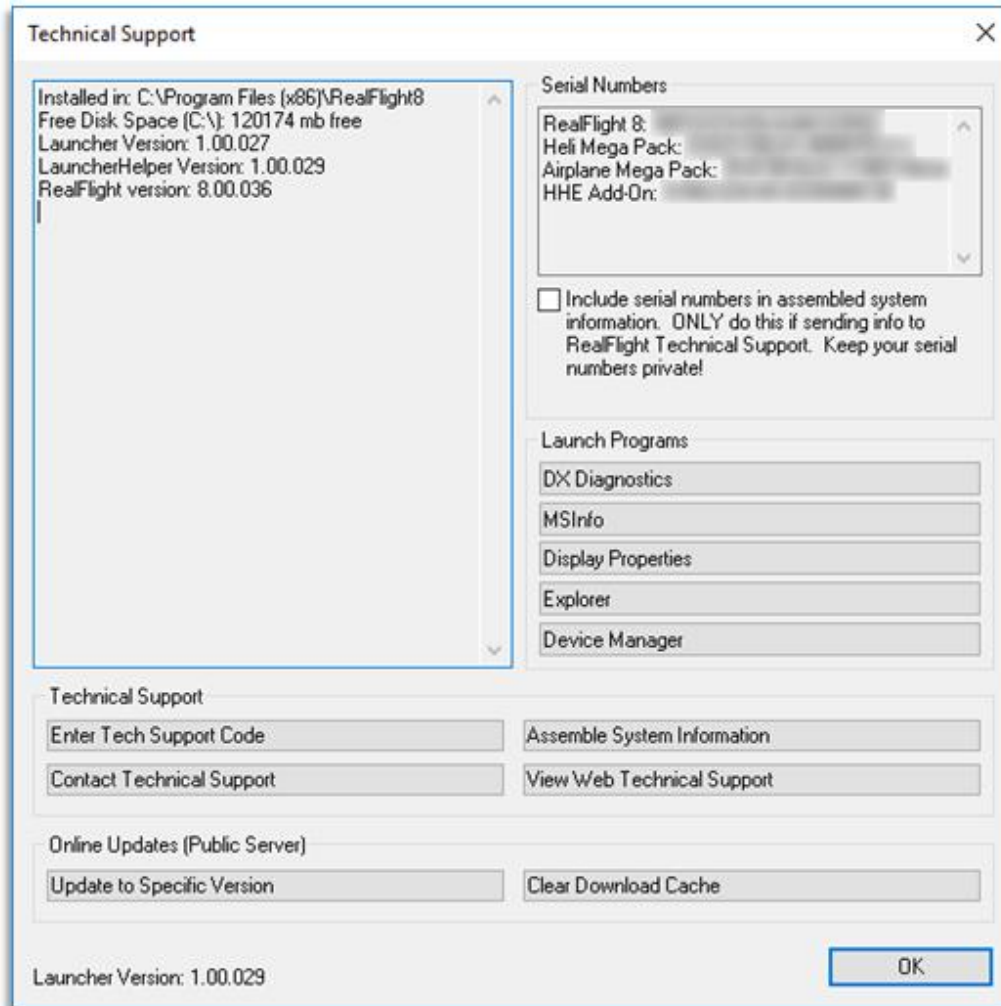 Technical Support
Installed in: C:\Program Files (x86)\RealFlight8
Free Disk Space (C:\): 120174 mb free
Launcher Version: 1.00.027
LauncherHelper Version: 1.00.029
RealFlight version: 8.00.036
Serial Numbers
RealFlight 8:
Heli Mega Pack:
Airplane Mega Pack:
HHE Add-On:
Include serial numbers in assembled system
information. ONLY do this if sending info to
RealFlight Technical Support. Keep your serial
numbers private!
Launch Programs
DX Diagnostics
MSInfo
Display Properties
Explorer
Device Manager
Technical Support
Enter Tech Support Code
Assemble System Information
Contact Technical Support
View Web Technical Support
Online Updates (Public Server)
Update to Specific Version
Clear Download Cache
Launcher Version: 1.00.029
OK